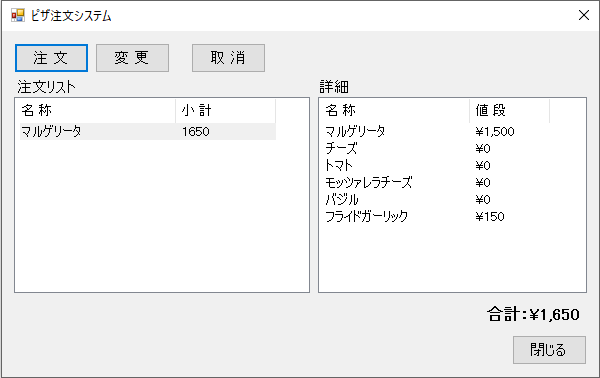 ピザ注文システム
注 文 変 更 取 消
注文リスト 詳細
名 称 小 計 名 称 値 段
マルゲリータ 1650 マルゲリータ ¥1,500
チーズ ¥0
トマト ¥0
モッツァレラチーズ ¥0
バジル ¥0
フライドガーリック ¥150
合計:¥1,650
閉じる